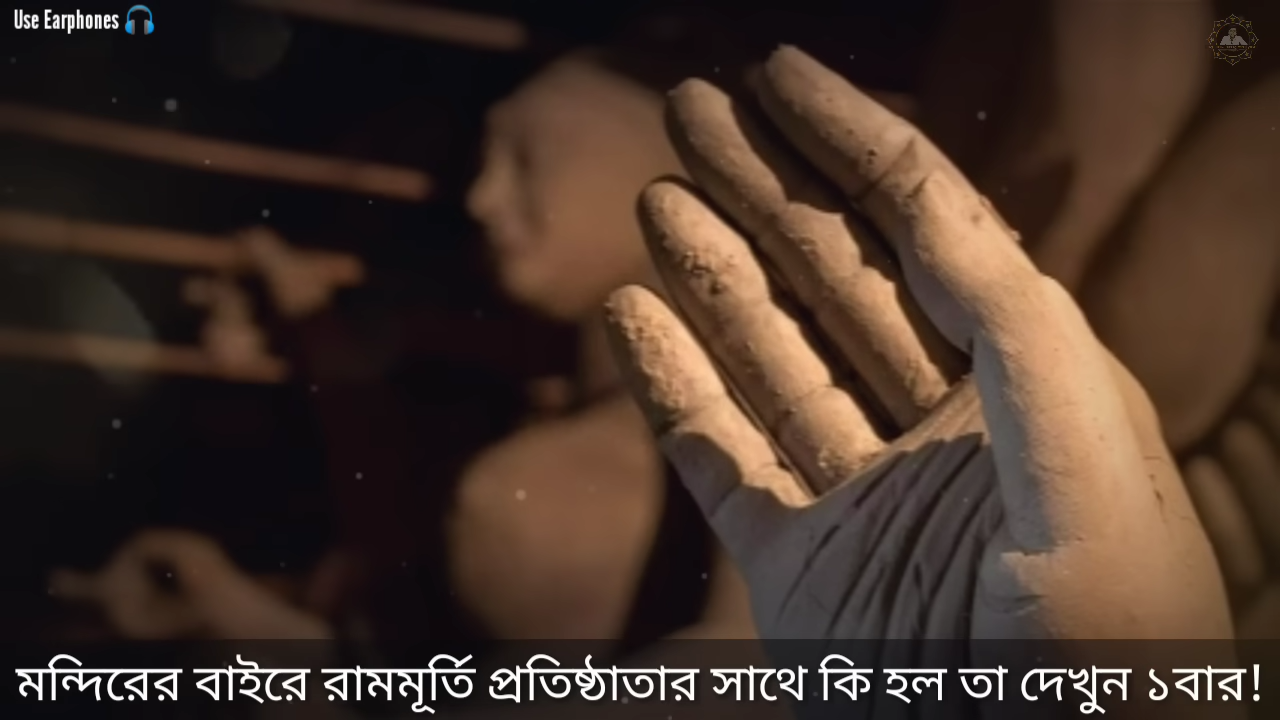 Use Earphones
মন্দিরের বাইরে রামমূর্তি প্রতিষ্ঠাতার সাথে কি হল তা দেখুন ১বার!